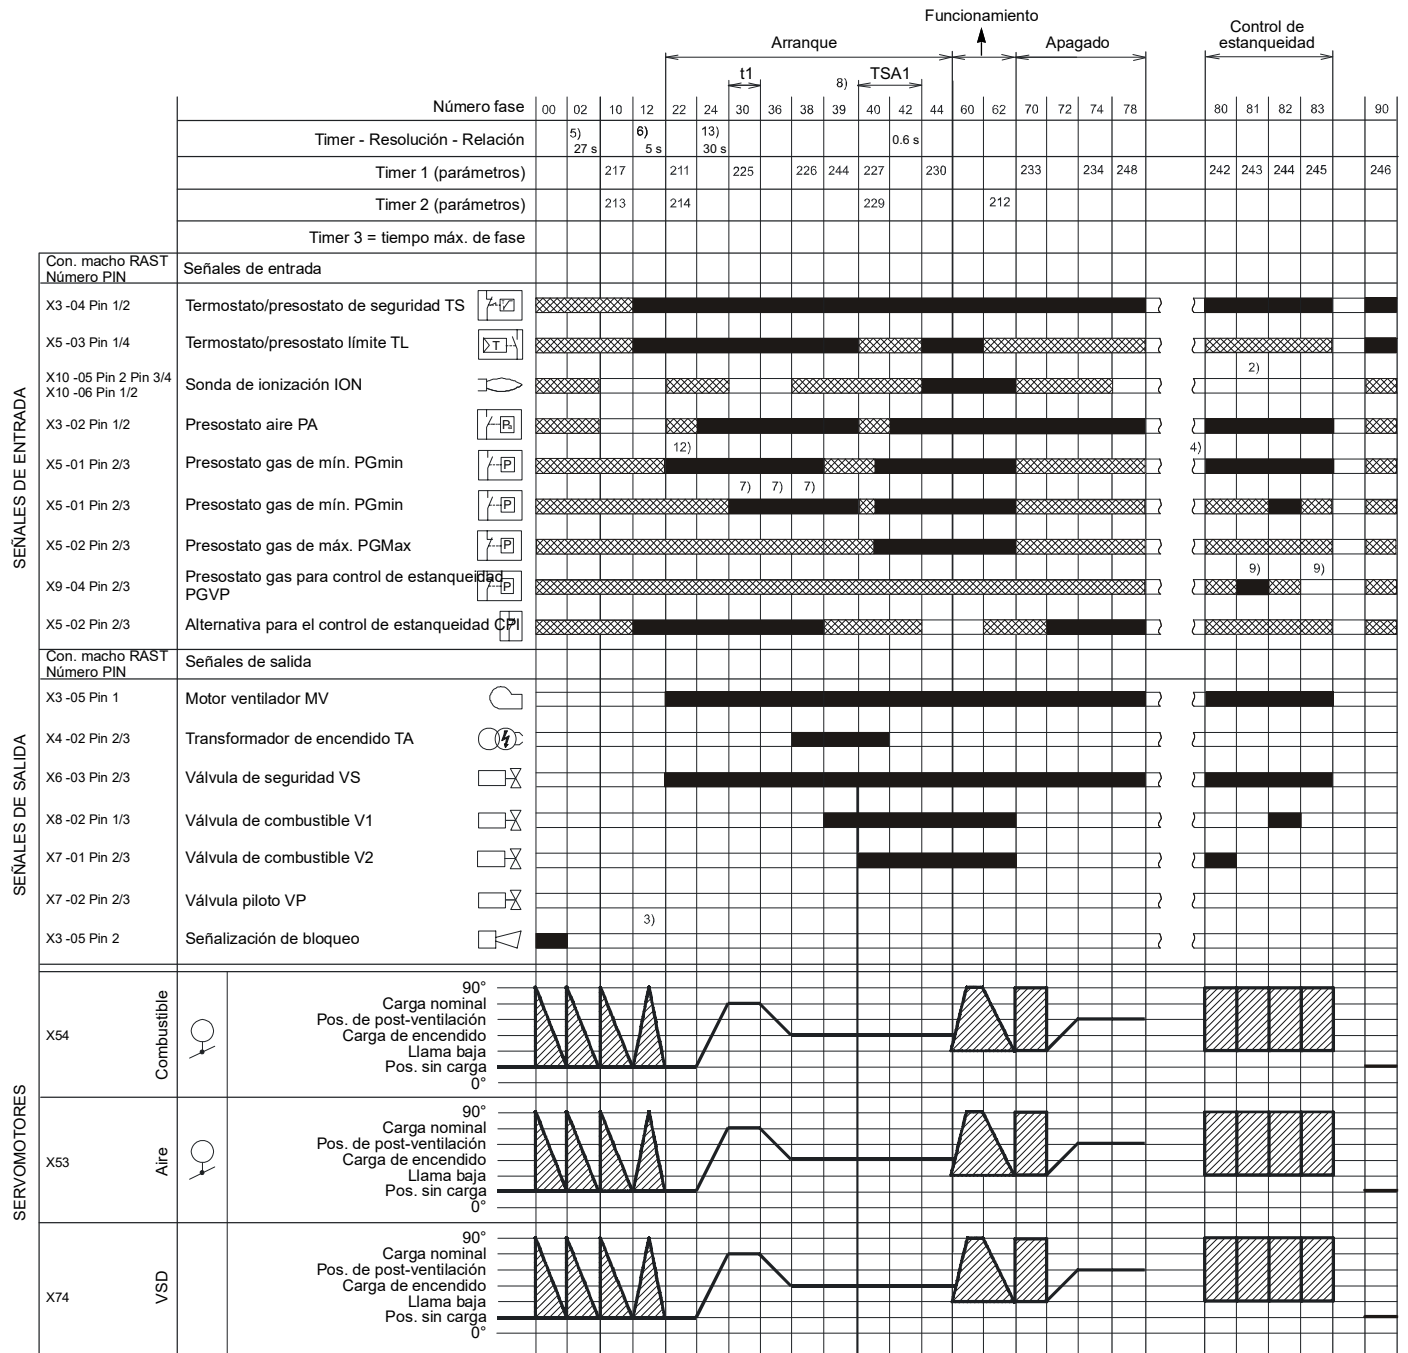 Funcionamiento
Arranque Apagado Control de
estanqueidad
t1 8) TSA1
Número fase 00 02 10 12 22 24 30 36 38 39 40 42 44 60 62 70 72 74 78 80 81 82 83 90
Timer - Resolución - Relación 5) 27 s 6) 5 s 13) 30 s 0.6 s
Timer 1 (parámetros) 217 211 225 226 244 227 230 233 234 248 242 243 244 245 246
Timer 2 (parámetros) 213 214 229 212
Timer 3 = tiempo máx. de fase
Con. macho RAST
Número PIN
Señales de entrada
SEÑALES DE ENTRADA
X3 -04 Pin 1/2 Termostato/presostato de seguridad TS
X5 -03 Pin 1/4 Termostato/presostato límite TL T
2)
X10 -05 Pin 2 Pin 3/4
X10 -06 Pin 1/2
Sonda de ionización ION
X3 -02 Pin 1/2 Presostato aire PA Pa
12) 4)
X5 -01 Pin 2/3 Presostato gas de mín. PGmin P
7) 7) 7)
X5 -01 Pin 2/3 Presostato gas de mín. PGmin P
X5 -02 Pin 2/3 Presostato gas de máx. PGMax P
9) 9)
X9 -04 Pin 2/3 Presostato gas para control de estanqueidad
PGVP P
X5 -02 Pin 2/3 Alternativa para el control de estanqueidad CPI
Con. macho RAST
Número PIN
Señales de salida
SEÑALES DE SALIDA
X3 -05 Pin 1 Motor ventilador MV
X4 -02 Pin 2/3 Transformador de encendido TA
X6 -03 Pin 2/3 Válvula de seguridad VS
X8 -02 Pin 1/3 Válvula de combustible V1
X7 -01 Pin 2/3 Válvula de combustible V2
X7 -02 Pin 2/3 Válvula piloto VP
3)
X3 -05 Pin 2 Señalización de bloqueo
SERVOMOTORES
X54 Combustible
90°
Carga nominal
Pos. de post-ventilación
Carga de encendido
Llama baja
Pos. sin carga
0°
X53 Aire
90°
Carga nominal
Pos. de post-ventilación
Carga de encendido
Llama baja
Pos. sin carga
0°
X74 VSD
90°
Carga nominal
Pos. de post-ventilación
Carga de encendido
Llama baja
Pos. sin carga
0°